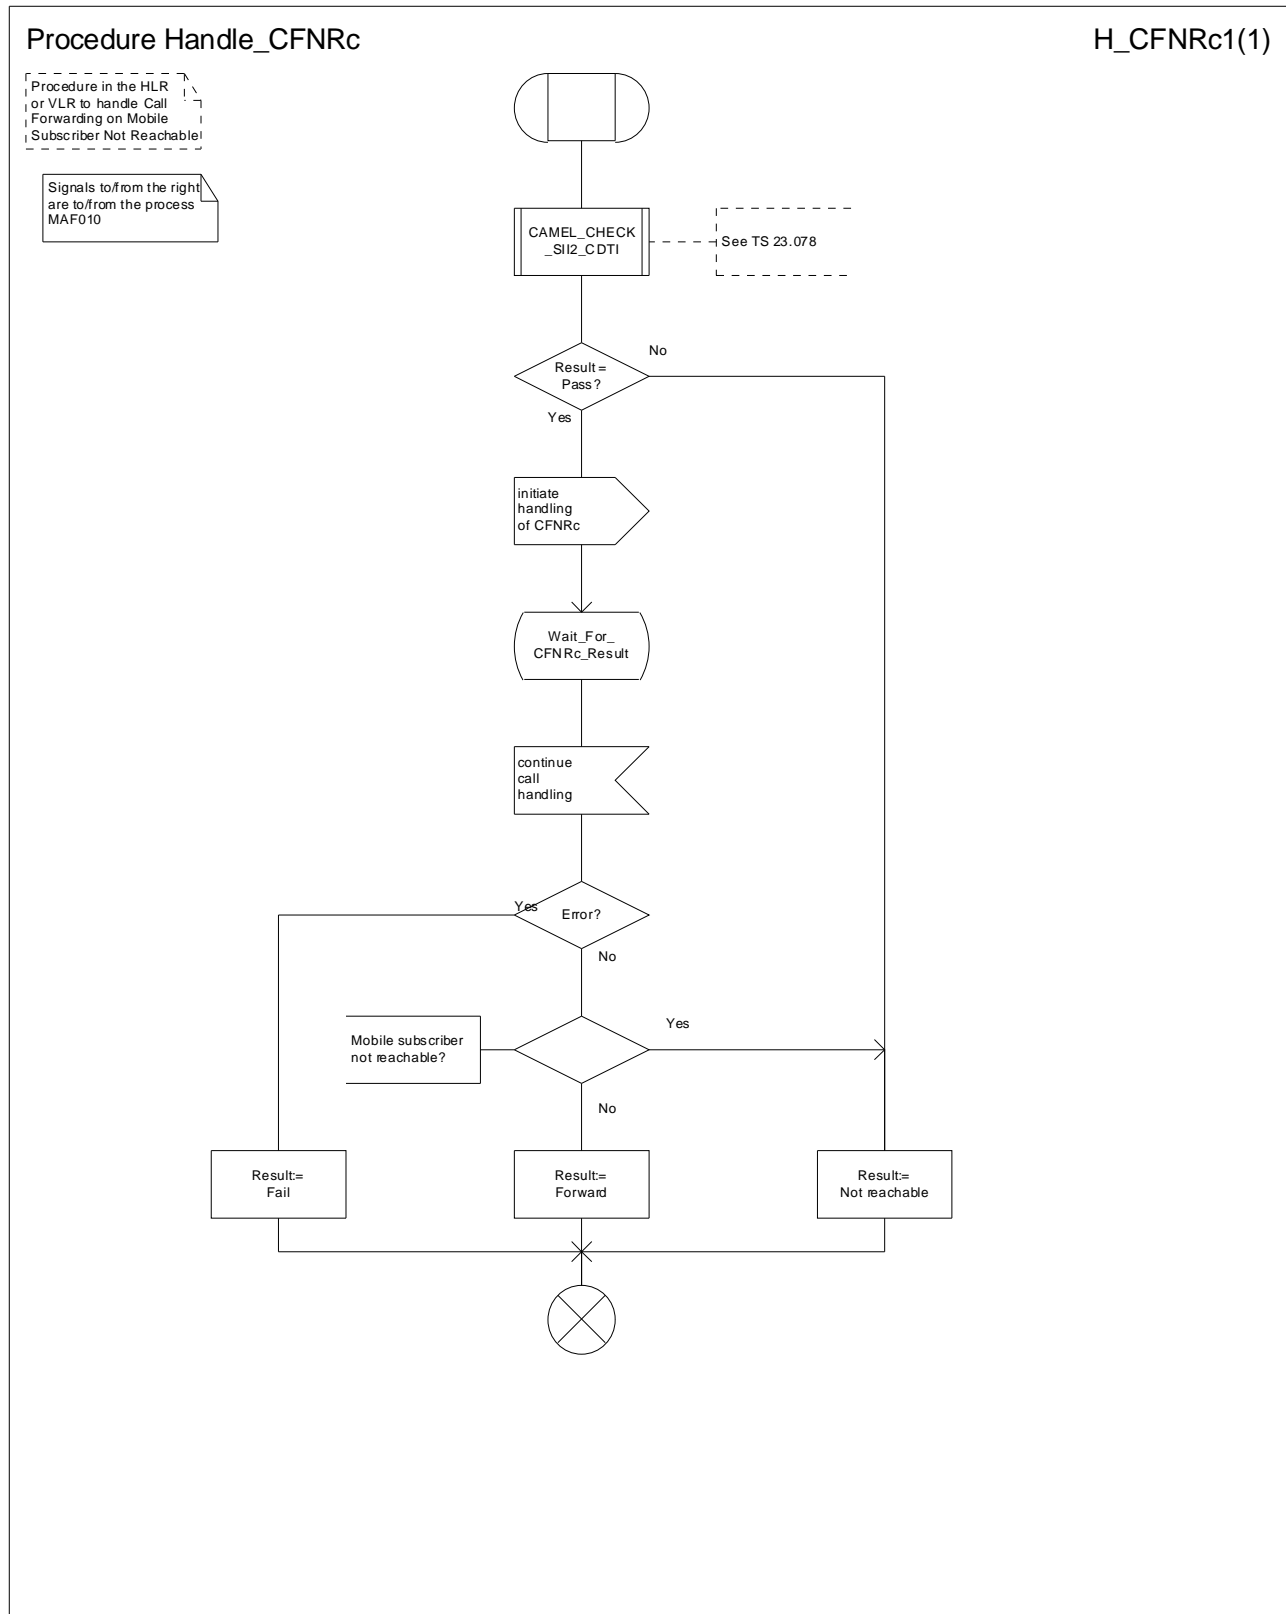 Procedure Handle_CFNRc
H_CFNRc1(1)
Procedure in the HLR
or VLR to handle Call
Forwarding on Mobile
Subscriber Not Reachable
Signals to/from the right
are to/from the process
MAF010
CAMEL_CHECK
_SII2_CDTI
See TS 23.078
No
Result =
Pass?
Yes
initiate
handling
of CFNRc
Wait_For_
CFNRc_Result
continue
call
handling
Yes
Error?
No
Yes
Mobile subscriber
not reachable?
No
Result:=
Fail
Result:=
Forward
Result:=
Not reachable